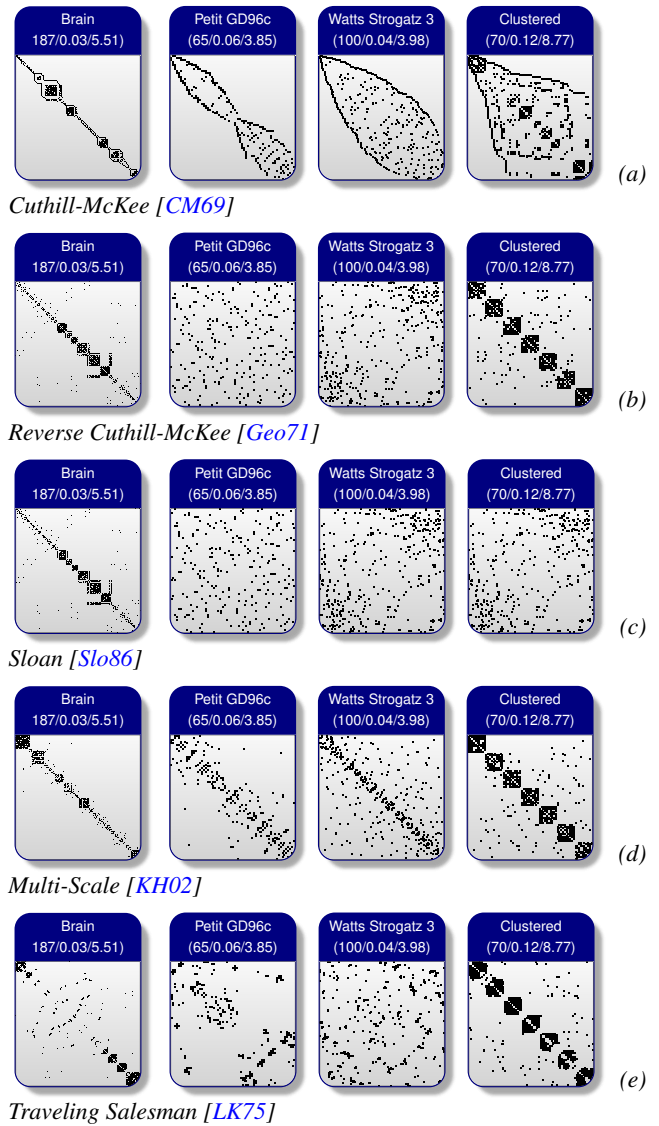 Brain Petit GD96c Watts Strogatz 3 Clustered
187/0.03/5.51) (65/0.06/3.85) (100/0.04/3.98) (70/0.12/8.77)
(a)
Cuthill-McKee [CM69]
Brain Petit GD96c Watts Strogatz 3 Clustered
187/0.03/5.51) (65/0.06/3.85) (100/0.04/3.98) (70/0.12/8.77)
(b)
Reverse Cuthill-McKee [Geo71]
Brain Petit GD96c Watts Strogatz 3 Clustered
187/0.03/5.51) (65/0.06/3.85) (100/0.04/3.98) (70/0.12/8.77)
(c)
Sloan [Slo86]
Brain Petit GD96c Watts Strogatz 3 Clustered
187/0.03/5.51) (65/0.06/3.85) (100/0.04/3.98) (70/0.12/8.77)
(d)
Multi-Scale [KH02]
Brain Petit GD96c Watts Strogatz 3 Clustered
187/0.03/5.51) (65/0.06/3.85) (100/0.04/3.98) (70/0.12/8.77)
(e)
Traveling Salesman [LK75]